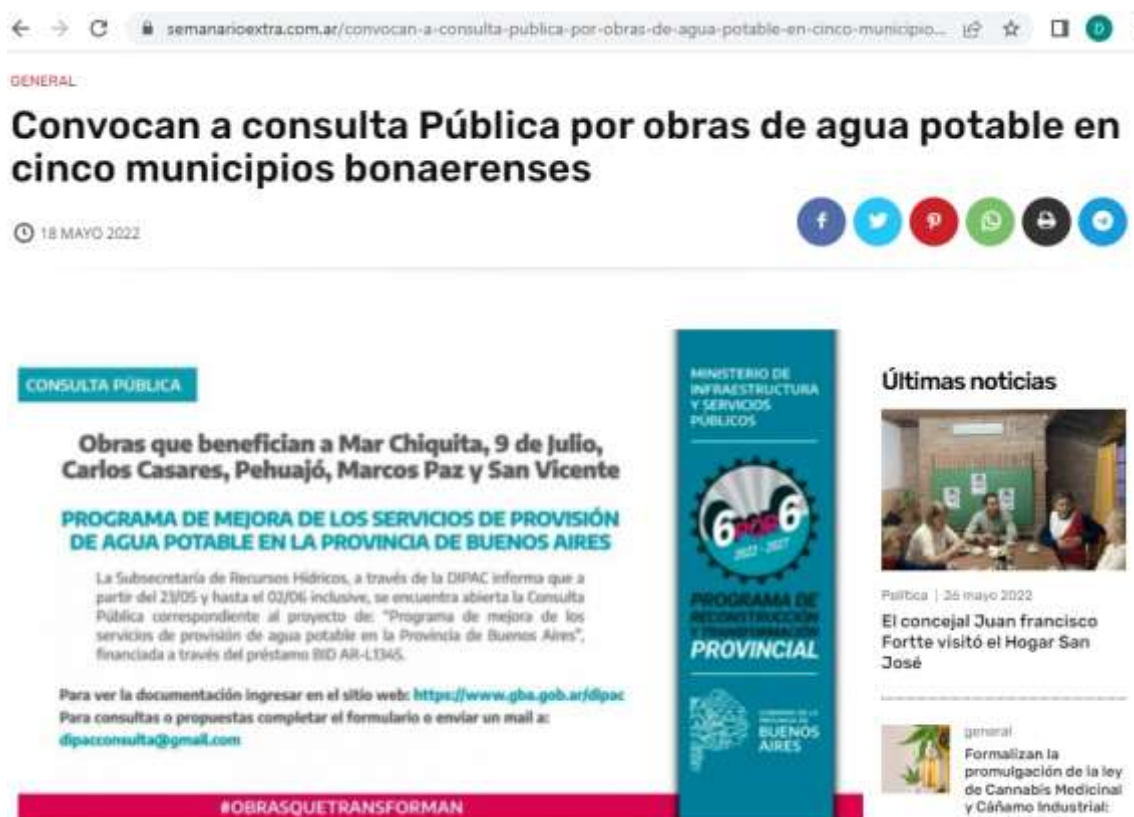 semanarioextra.com.ar/convocan-a-consulta-publica-por-obras-de-agua-potable-en-cinco-municipio...
D
GENERAL
Convocan a consulta Pública por obras de agua potable en
cinco municipios bonaerenses
18 MAYO 2022
CONSULTA PÚBLICA
Obras que benefician a Mar Chiquita, 9 de Julio,
Carlos Casares, Pehuajó, Marcos Paz y San Vicente
PROGRAMA DE MEJORA DE LOS SERVICIOS DE PROVISIÓN
DE AGUA POTABLE EN LA PROVINCIA DE BUENOS AIRES
La Subsecretaría de Recursos Hídricos, a través de la DIPAC informa que a
partir del 23/05 y hasta el 02/06 inclusive, se encuentra abierta la Consulta
Pública correspondiente al proyecto de: "Programa de mejora de los
servicios de provisión de agua potable en la Provincia de Buenos Aires",
financiada a través del préstamo BID AR-L1345.
Para ver la documentación ingresar en el sitio web: https://www.gba.gob.ar/dipac
Para consultas o propuestas completar el formulario o enviar un mail a:
dipacconsulta@gmail.com
#OBRASQUETRANSFORMAN
MINISTERIO DE
INFRAESTRUCTURA
Y SERVICIOS
PÚBLICOS
6 POR 6
2022 - 2027
PROGRAMA DE
RECONSTRUCCIÓN
Y TRANSFORMACIÓN
PROVINCIAL
GOBIERNO DE LA
PROVINCIA DE
BUENOS
AIRES
Últimas noticias
Política | 26 mayo 2022
El concejal Juan francisco
Fortte visitó el Hogar San
José
general
Formalizan la
promulgación de la ley
de Cannabis Medicinal
y Cáñamo Industrial: